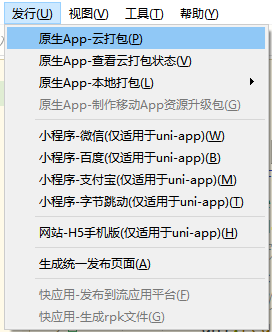 发行(U) 视图(V) 工具(T) 帮助(Y)
原生App-云打包(P)
原生App-查看云打包状态(V)
原生App-本地打包(L)
原生App-制作移动App资源升级包(G)
小程序-微信(仅适用于uni-app)(W)
小程序-百度(仅适用于uni-app)(B)
小程序-支付宝(仅适用于uni-app)(M)
小程序-字节跳动(仅适用于uni-app)(T)
网站-H5手机版(仅适用于uni-app)(H)
生成统一发布页面(A)
快应用-发布到流应用平台(F)
快应用-生成rpk文件(G)